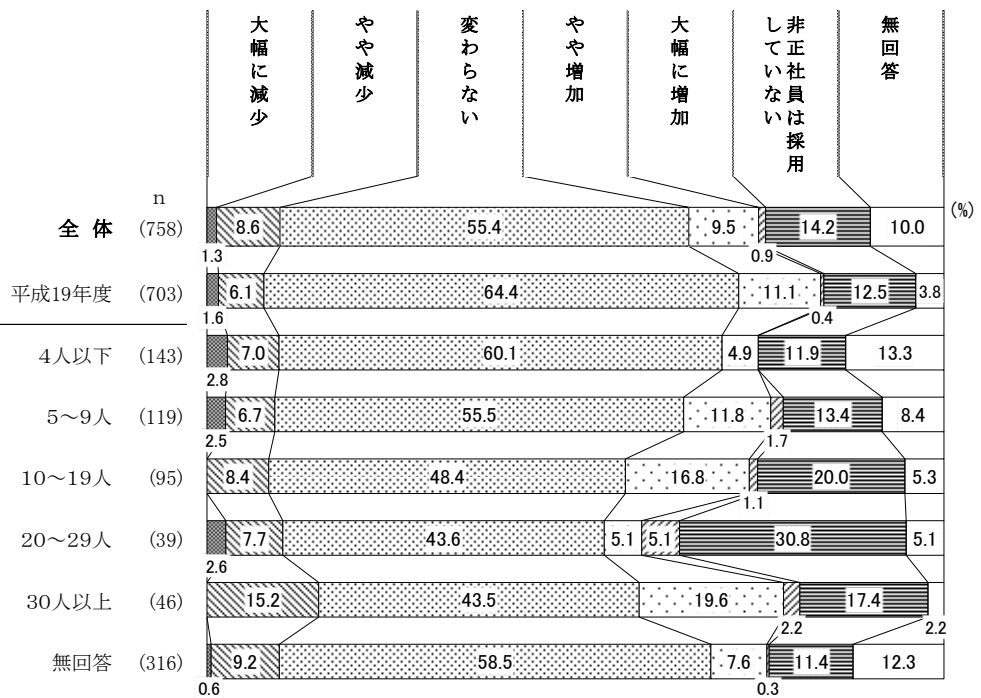 大幅に減少
やや減少
変わらない
やや増加
大幅に増加
非正社員は採用
していない
無回答
n
(%)
全 体 (758) 8.6 55.4 9.5 14.2 10.0
1.3 0.9
平成19年度 (703) 6.1 64.4 11.1 12.5 3.8
1.6 0.4
4人以下 (143) 7.0 60.1 4.9 11.9 13.3
2.8
5～9人 (119) 6.7 55.5 11.8 13.4 8.4
2.5 1.7
10～19人 (95) 8.4 48.4 16.8 20.0 5.3
1.1
20～29人 (39) 7.7 43.6 5.1 5.1 30.8 5.1
2.6
30人以上 (46) 15.2 43.5 19.6 17.4
2.2 2.2
無回答 (316) 9.2 58.5 7.6 11.4 12.3
0.6 0.3